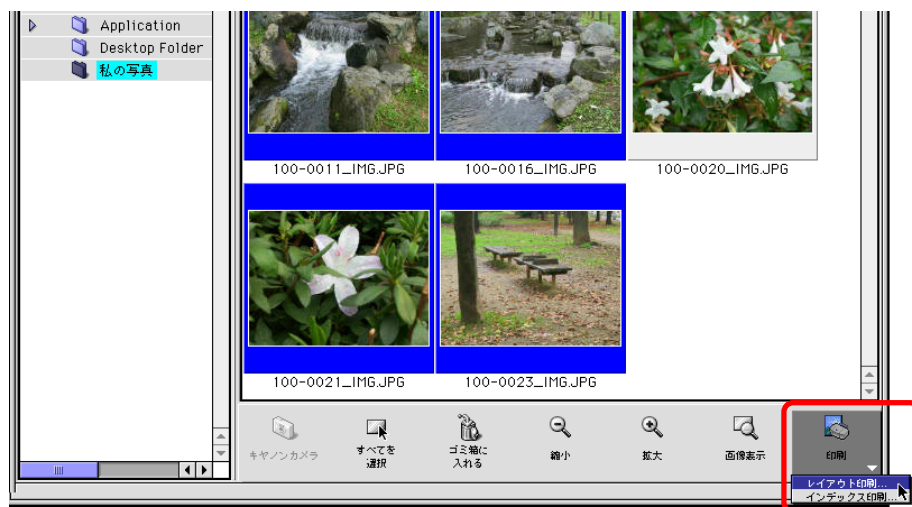 Application
Desktop Folder
私の写真
100-0011_IMG.JPG
100-0016_IMG.JPG
100-0020_IMG.JPG
100-0021_IMG.JPG
100-0023_IMG.JPG
キヤノンカメラ
すべてを
選択
ゴミ箱に
入れる
縮小
拡大
画像表示
印刷
レイアウト印刷...
インデックス印刷...